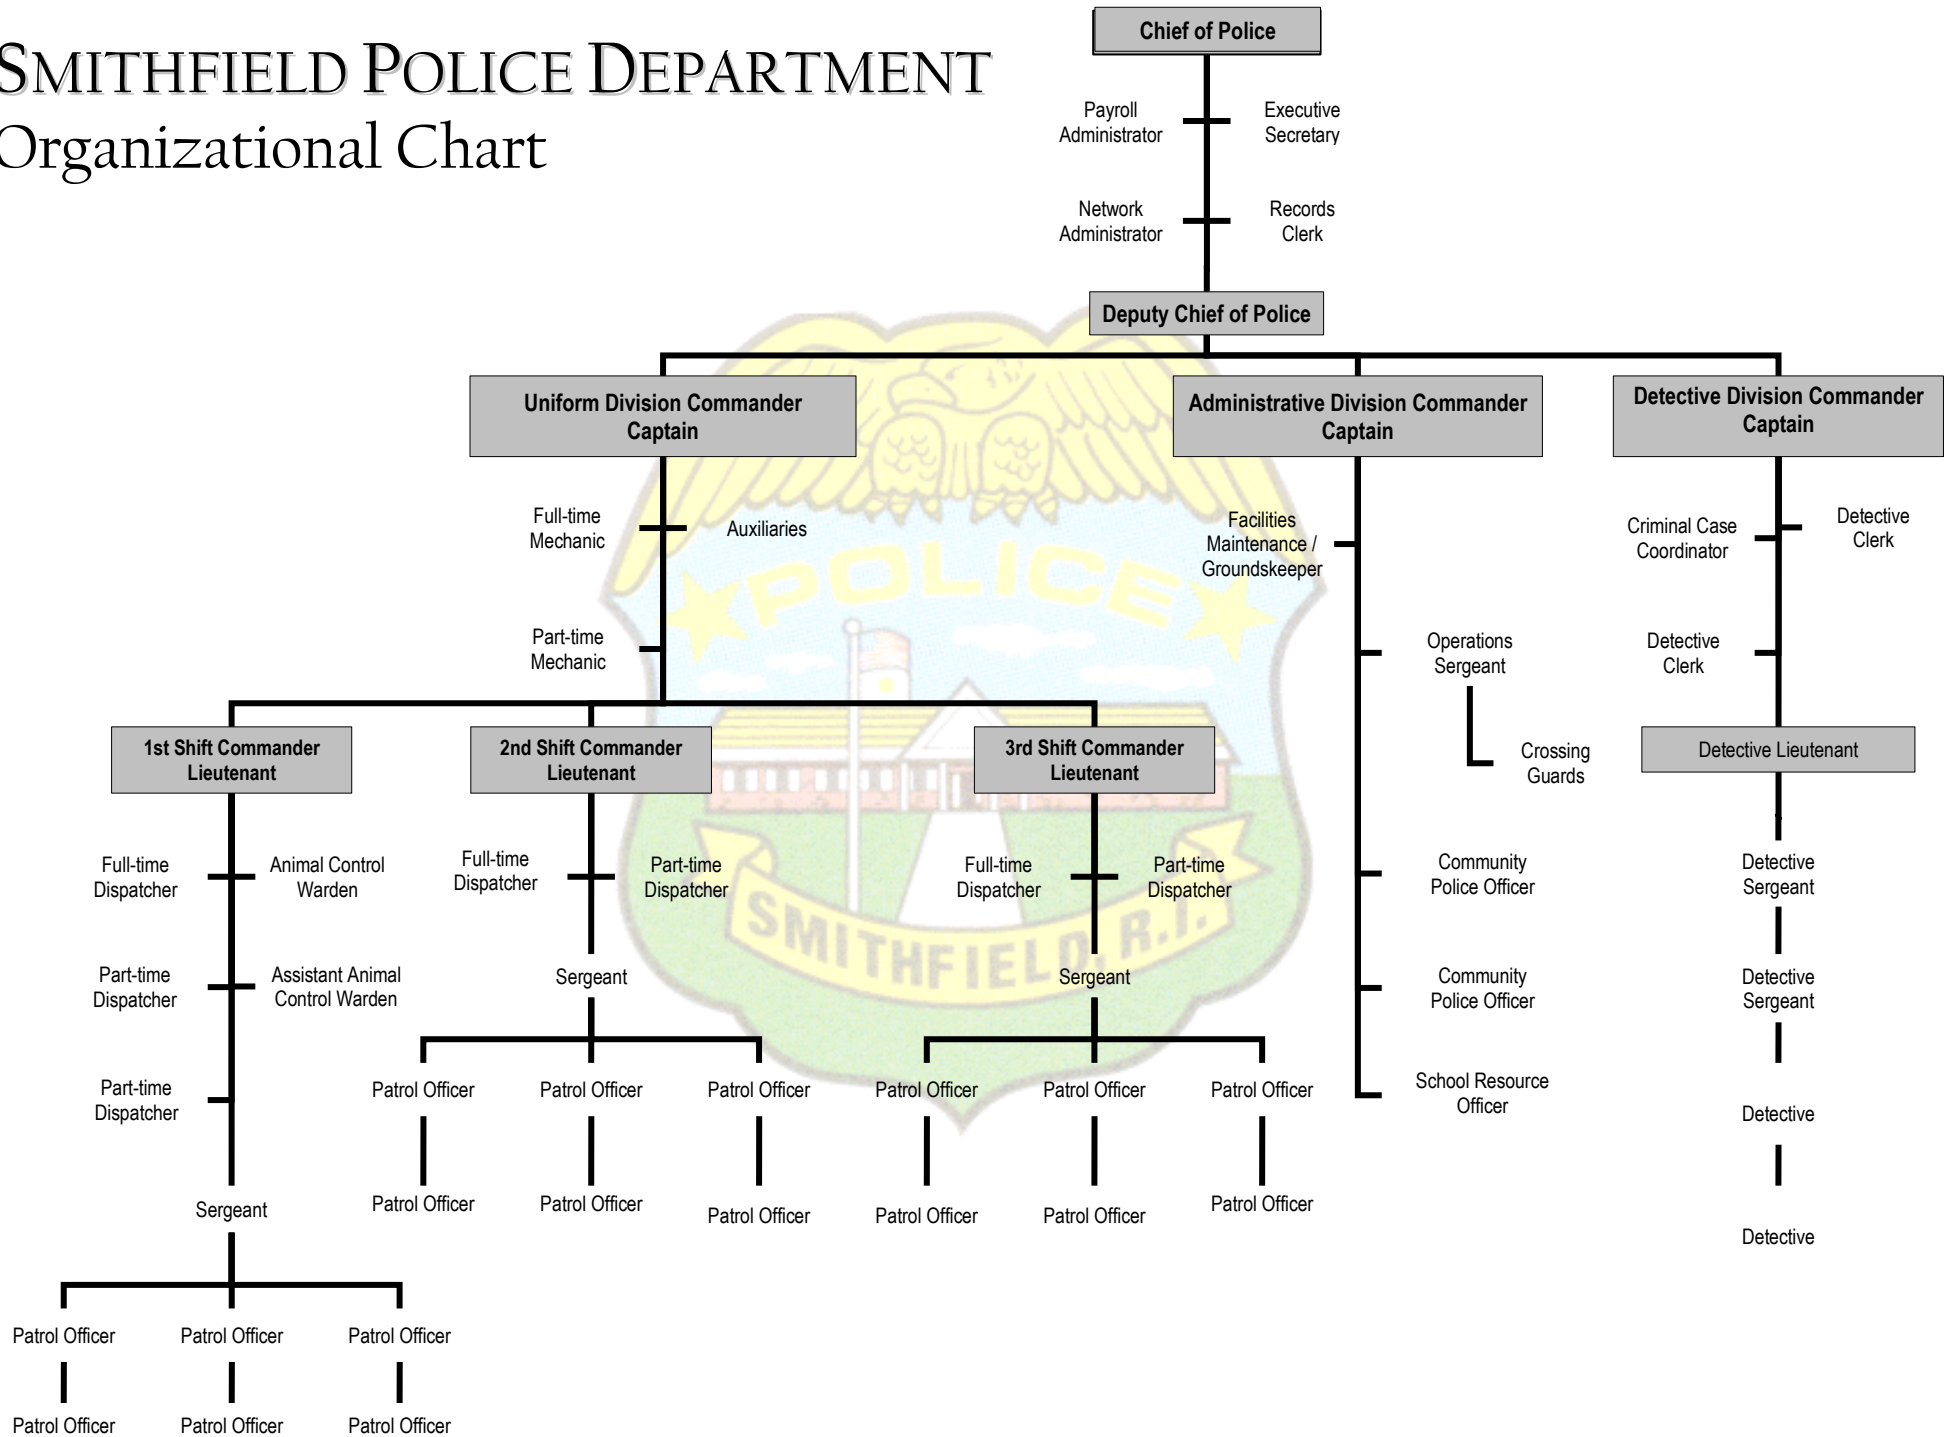 SMITHFIELD POLICE DEPARTMENT
Organizational Chart
Chief of Police
Payroll
Administrator
Executive
Secretary
Network
Administrator
Records
Clerk
Deputy Chief of Police
Uniform Division Commander
Captain
Administrative Division Commander
Captain
Detective Division Commander
Captain
Full-time
Mechanic
Auxiliaries
Part-time
Mechanic
Facilities
Maintenance /
Groundskeeper
Operations
Sergeant
Crossing
Guards
Community
Police Officer
Community
Police Officer
School Resource
Officer
Criminal Case
Coordinator
Detective
Clerk
Detective
Clerk
Detective Lieutenant
Detective
Sergeant
Detective
Sergeant
Detective
Detective
1st Shift Commander
Lieutenant
2nd Shift Commander
Lieutenant
3rd Shift Commander
Lieutenant
Full-time
Dispatcher
Animal Control
Warden
Part-time
Dispatcher
Assistant Animal
Control Warden
Part-time
Dispatcher
Sergeant
Patrol Officer
Patrol Officer
Patrol Officer
Patrol Officer
Patrol Officer
Patrol Officer
Full-time
Dispatcher
Part-time
Dispatcher
Sergeant
Patrol Officer
Patrol Officer
Patrol Officer
Patrol Officer
Patrol Officer
Patrol Officer
Full-time
Dispatcher
Part-time
Dispatcher
Sergeant
Patrol Officer
Patrol Officer
Patrol Officer
Patrol Officer
Patrol Officer
Patrol Officer
POLICE
SMITHFIELD, R.I.